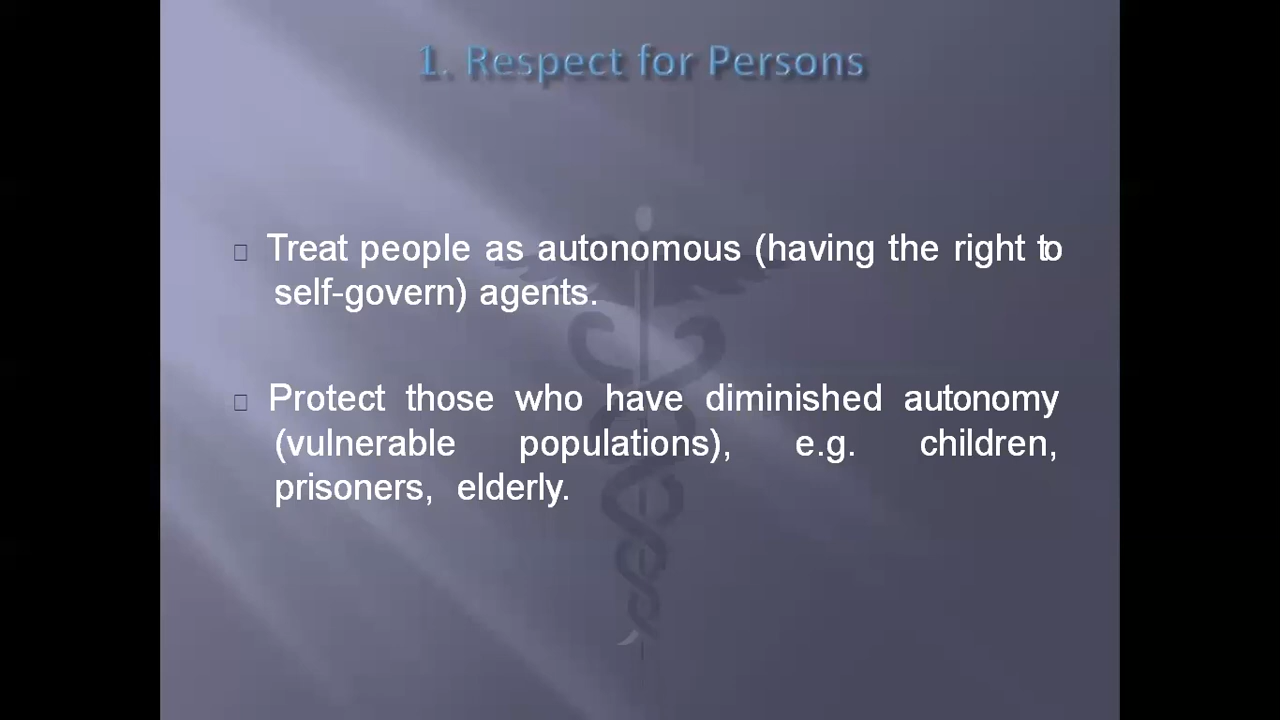 1. Respect for Persons
Treat people as autonomous (having the right to
self-govern) agents.
Protect those who have diminished autonomy
(vulnerable populations), e.g. children,
prisoners, elderly.